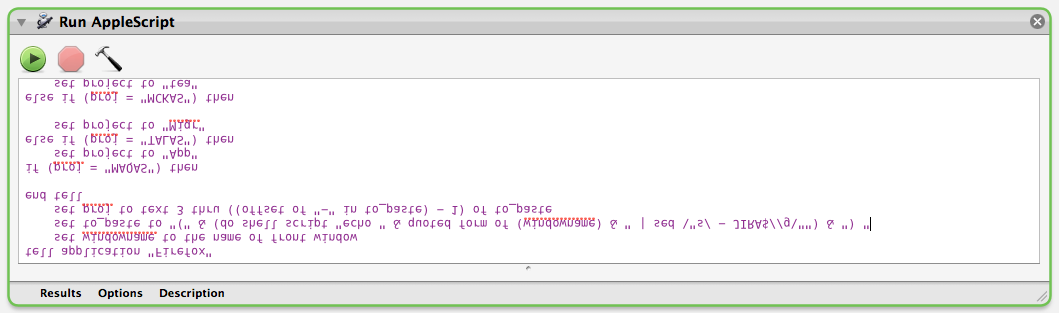 Run AppleScript
tell application "Firefox"
set windowname to the name of front window
set to_paste to "(" & (do shell script "echo " & quoted form of (windowname) & " | sed \"s/ - JIRA$//g\"") & ") "
set proj to text 3 thru ((offset of "-" in to_paste) - 1) of to_paste
end tell
if (proj = "MAQAS") then
set project to "App"
else if (proj = "TALAS") then
set project to "Migr"
else if (proj = "MCKAS") then
set project to "tea"
Results Options Description